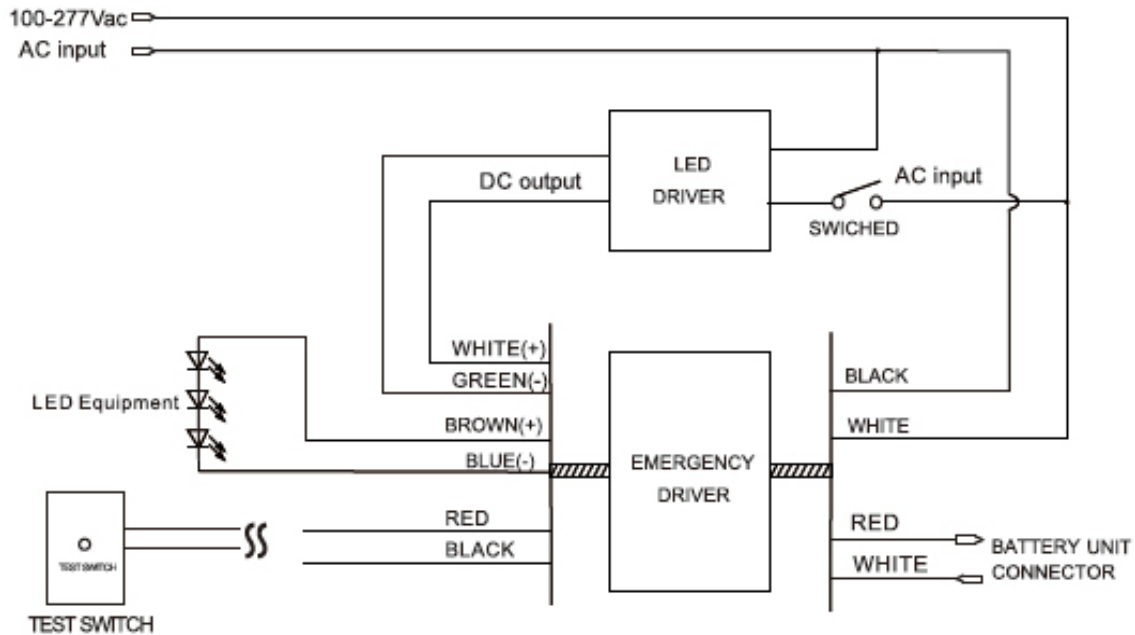 100-277Vac
AC input
LED
DRIVER
DC output
AC input
SWICHED
WHITE(+)
GREEN(-)
BROWN(+)
BLUE(-)
LED Equipment
BLACK
WHITE
EMERGENCY
DRIVER
RED
BLACK
RED
WHITE
BATTERY UNIT
CONNECTOR
TEST SWITCH
TEST SWITCH